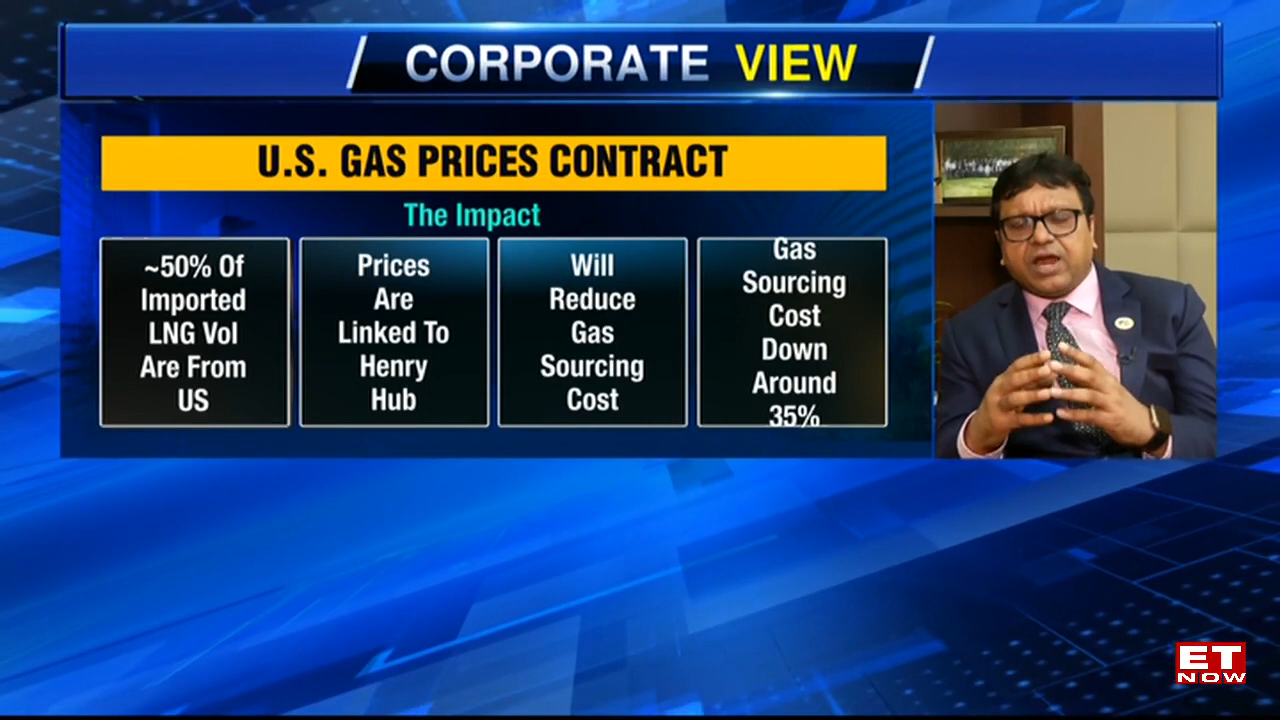 CORPORATE VIEW
U.S. GAS PRICES CONTRACT
The Impact
~50% Of
Imported
LNG Vol
Are From
US
Prices
Are
Linked To
Henry
Hub
Will
Reduce
Gas
Sourcing
Cost
Gas
Sourcing
Cost
Down
Around
35%
ET
NOW